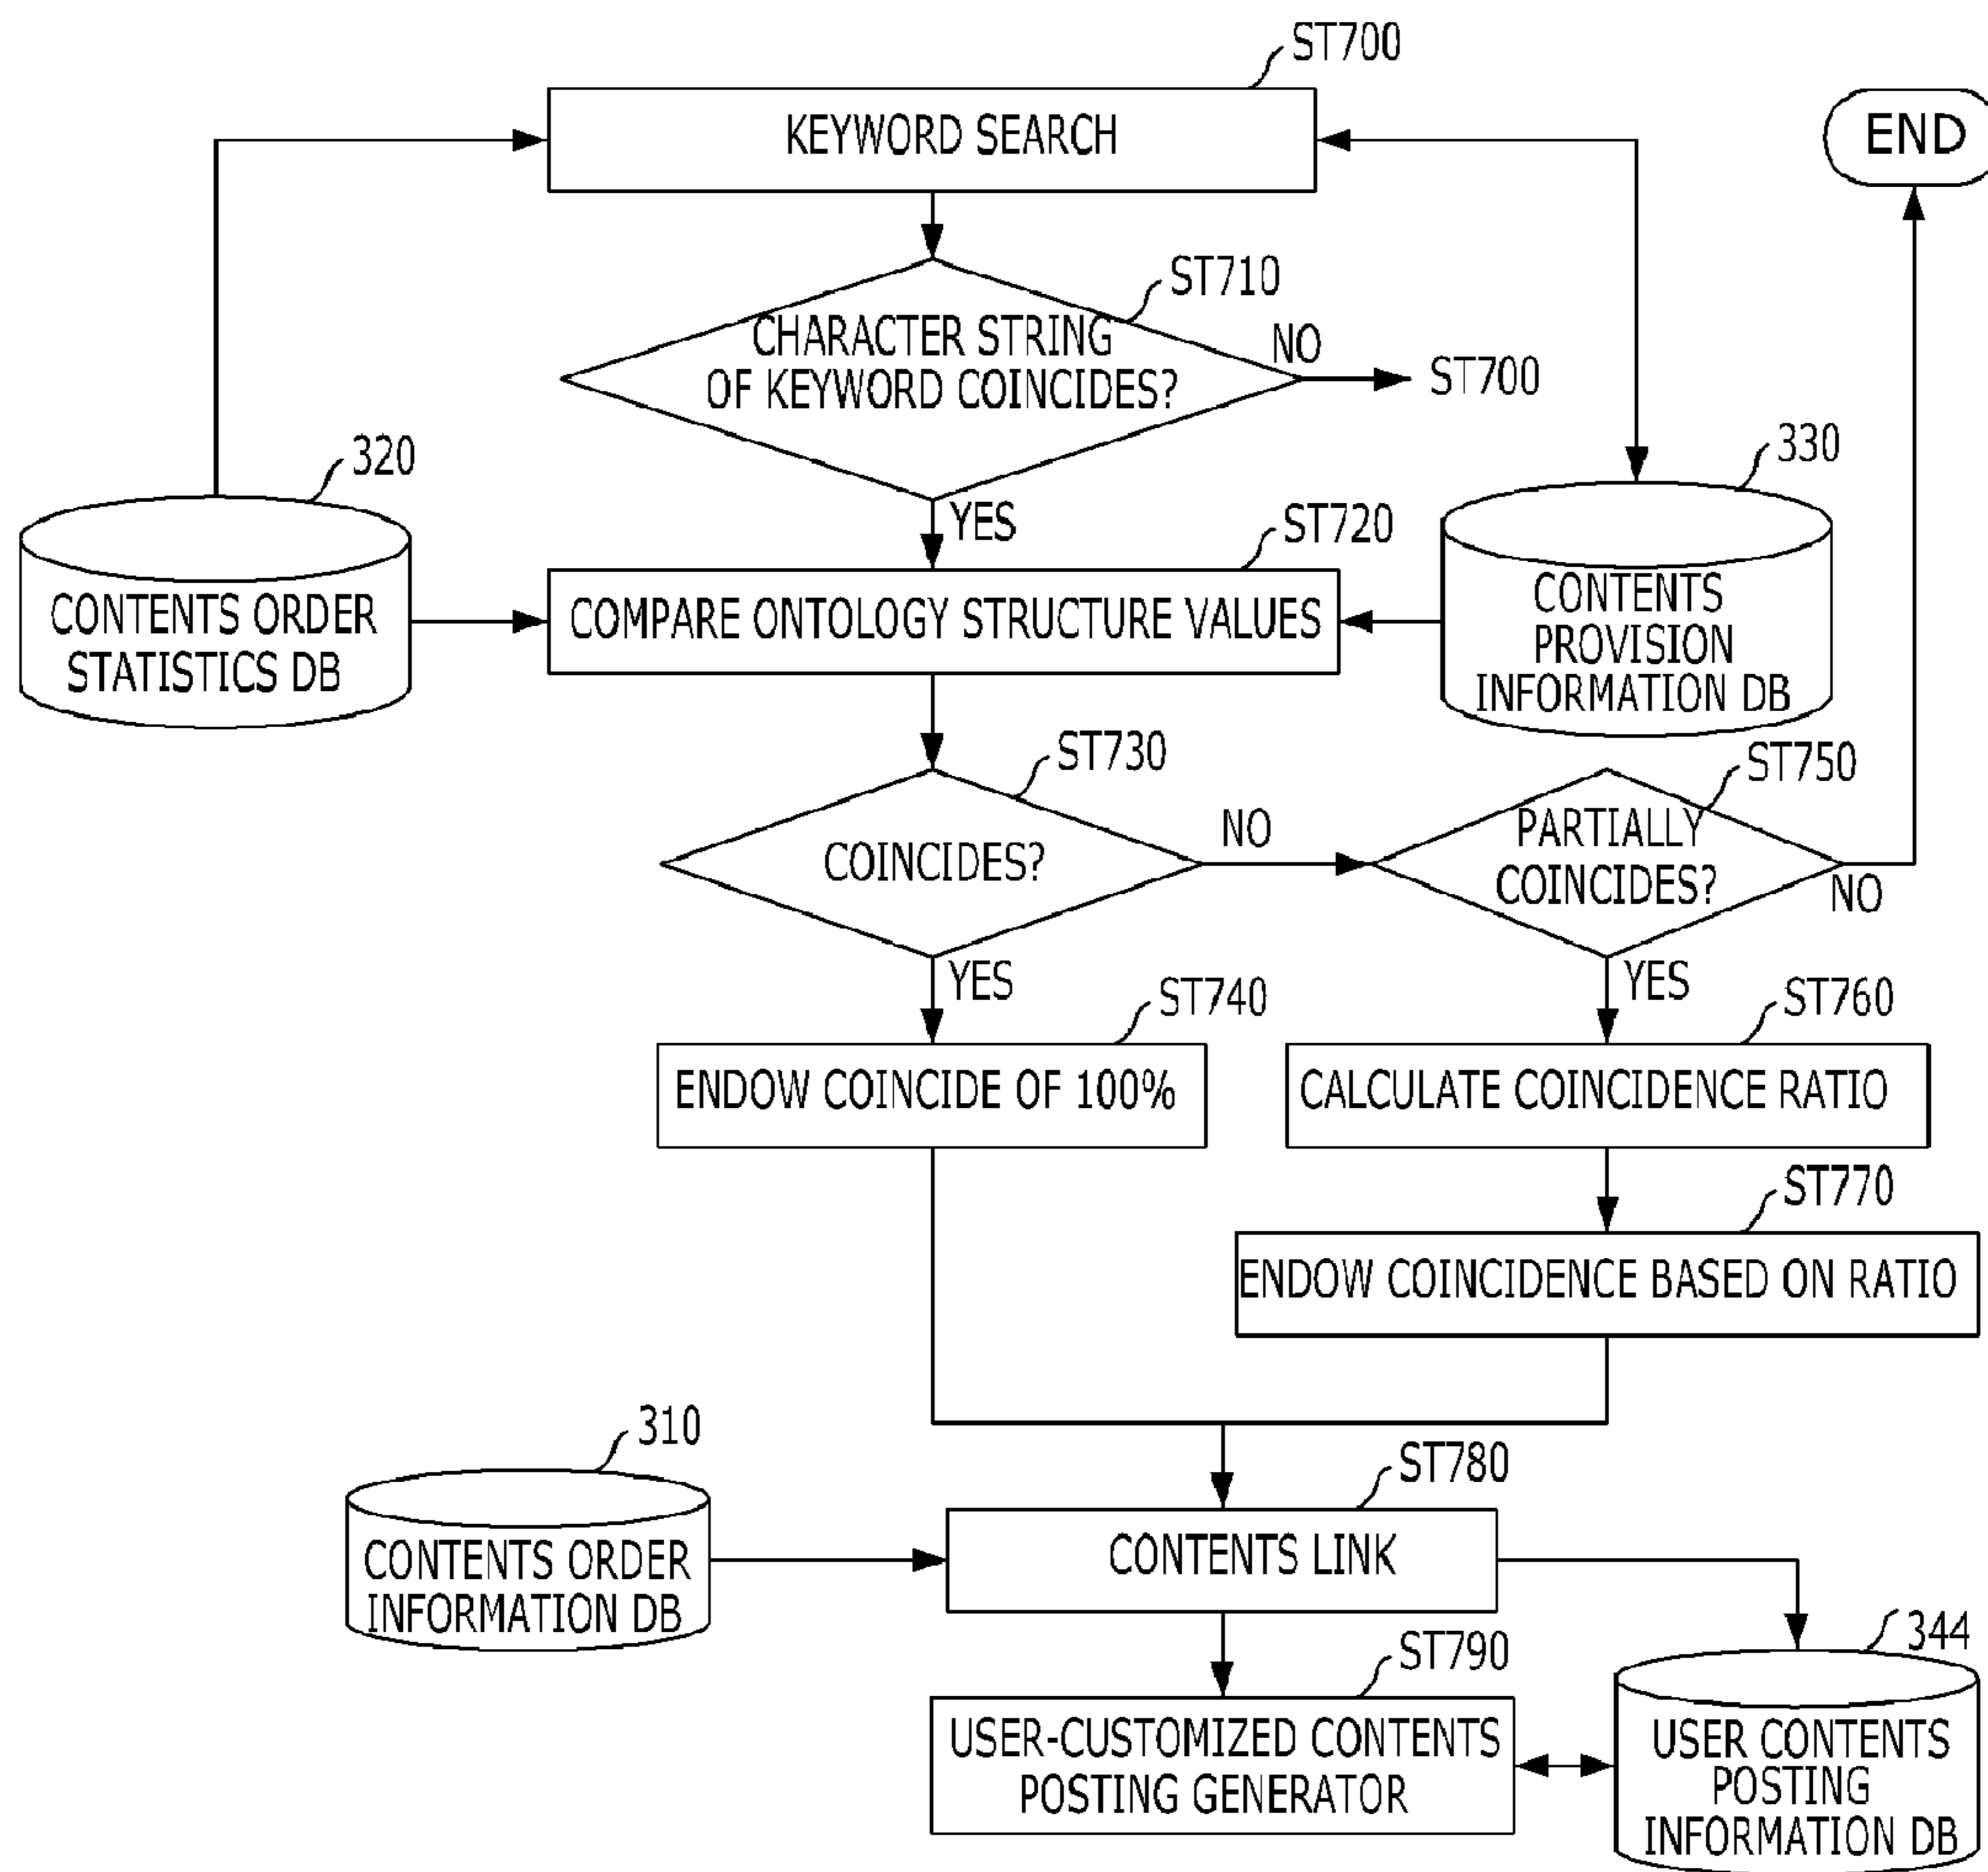 ST700
KEYWORD SEARCH
END
ST710
CHARACTER STRING
OF KEYWORD COINCIDES?
NO
ST700
320
330
YES
ST720
CONTENTS ORDER
STATISTICS DB
COMPARE ONTOLOGY STRUCTURE VALUES
CONTENTS
PROVISION
INFORMATION DB
ST730
ST750
COINCIDES?
NO
PARTIALLY
COINCIDES?
NO
YES
ST740
YES
ST760
ENDOW COINCIDE OF 100%
CALCULATE COINCIDENCE RATIO
ST770
ENDOW COINCIDENCE BASED ON RATIO
310
ST780
CONTENTS ORDER
INFORMATION DB
CONTENTS LINK
344
ST790
USER-CUSTOMIZED CONTENTS
POSTING GENERATOR
USER CONTENTS
POSTING
INFORMATION DB